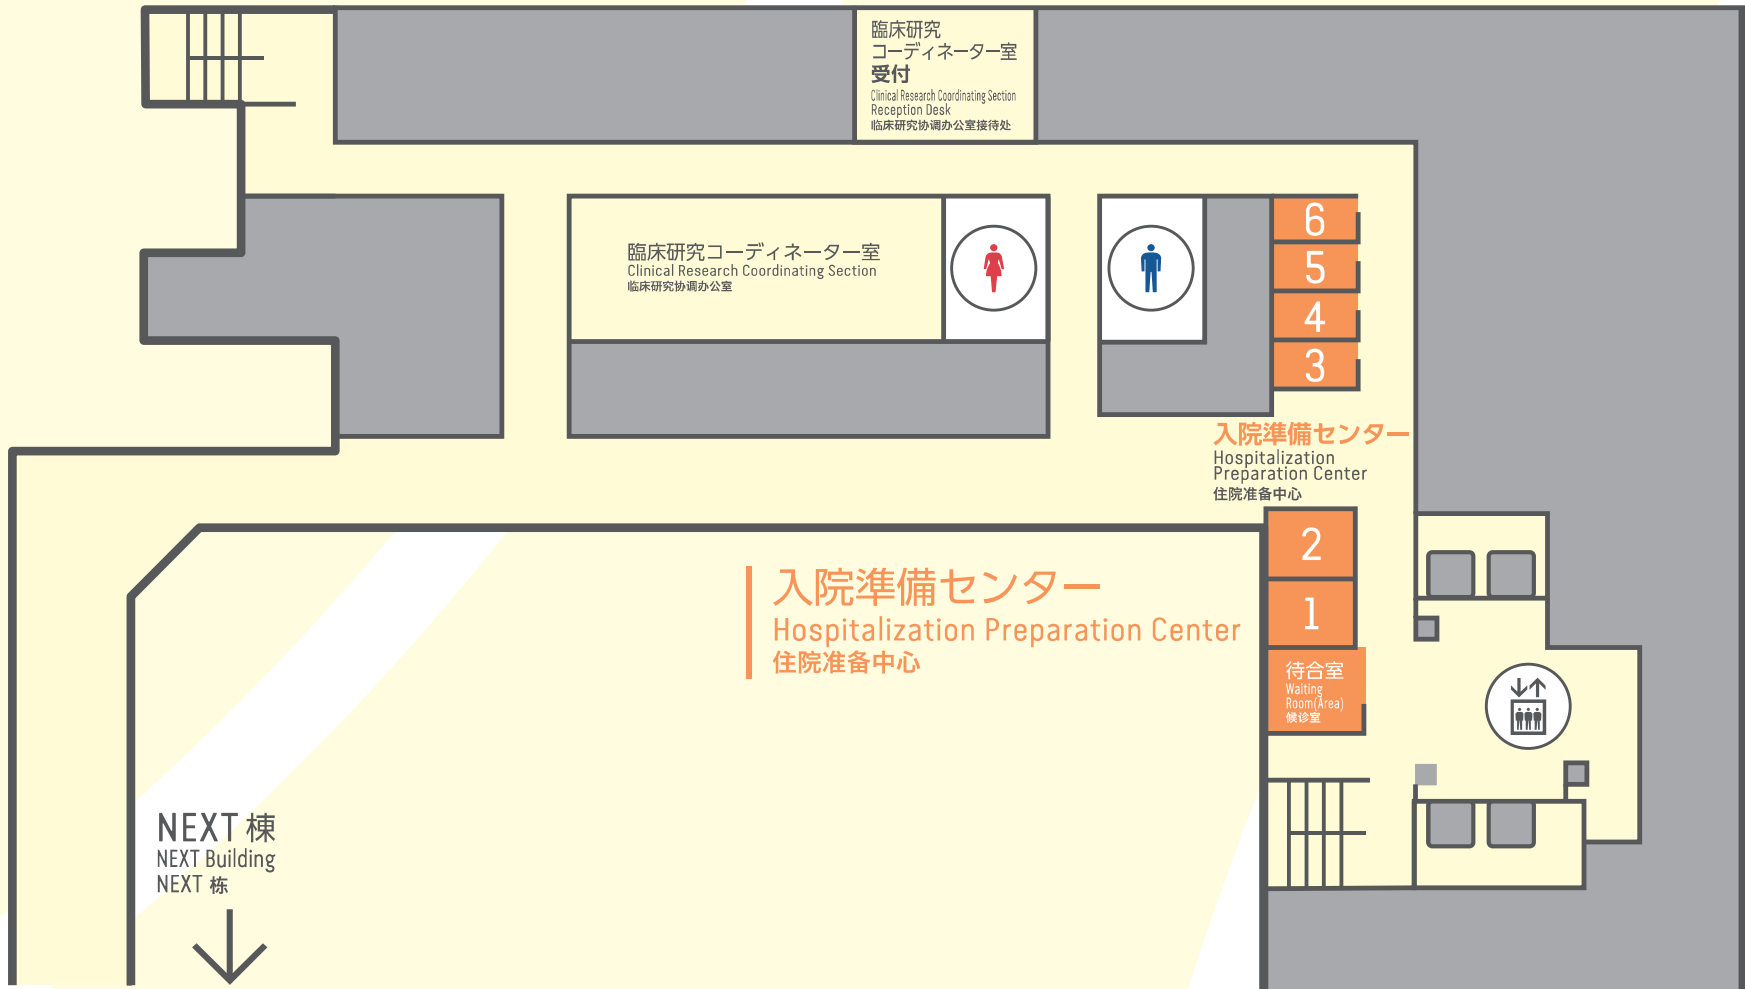 臨床研究
コーディネーター室
受付
Clinical Research Coordinating Section
Reception Desk
临床研究协调办公室接待处
臨床研究コーディネーター室
Clinical Research Coordinating Section
临床研究协调办公室
6
5
4
3
入院準備センター
Hospitalization
Preparation Center
住院准备中心
2
1
待合室
Waiting
Room(Area)
候诊室
入院準備センター
Hospitalization Preparation Center
住院准备中心
NEXT 棟
NEXT Building
NEXT 栋